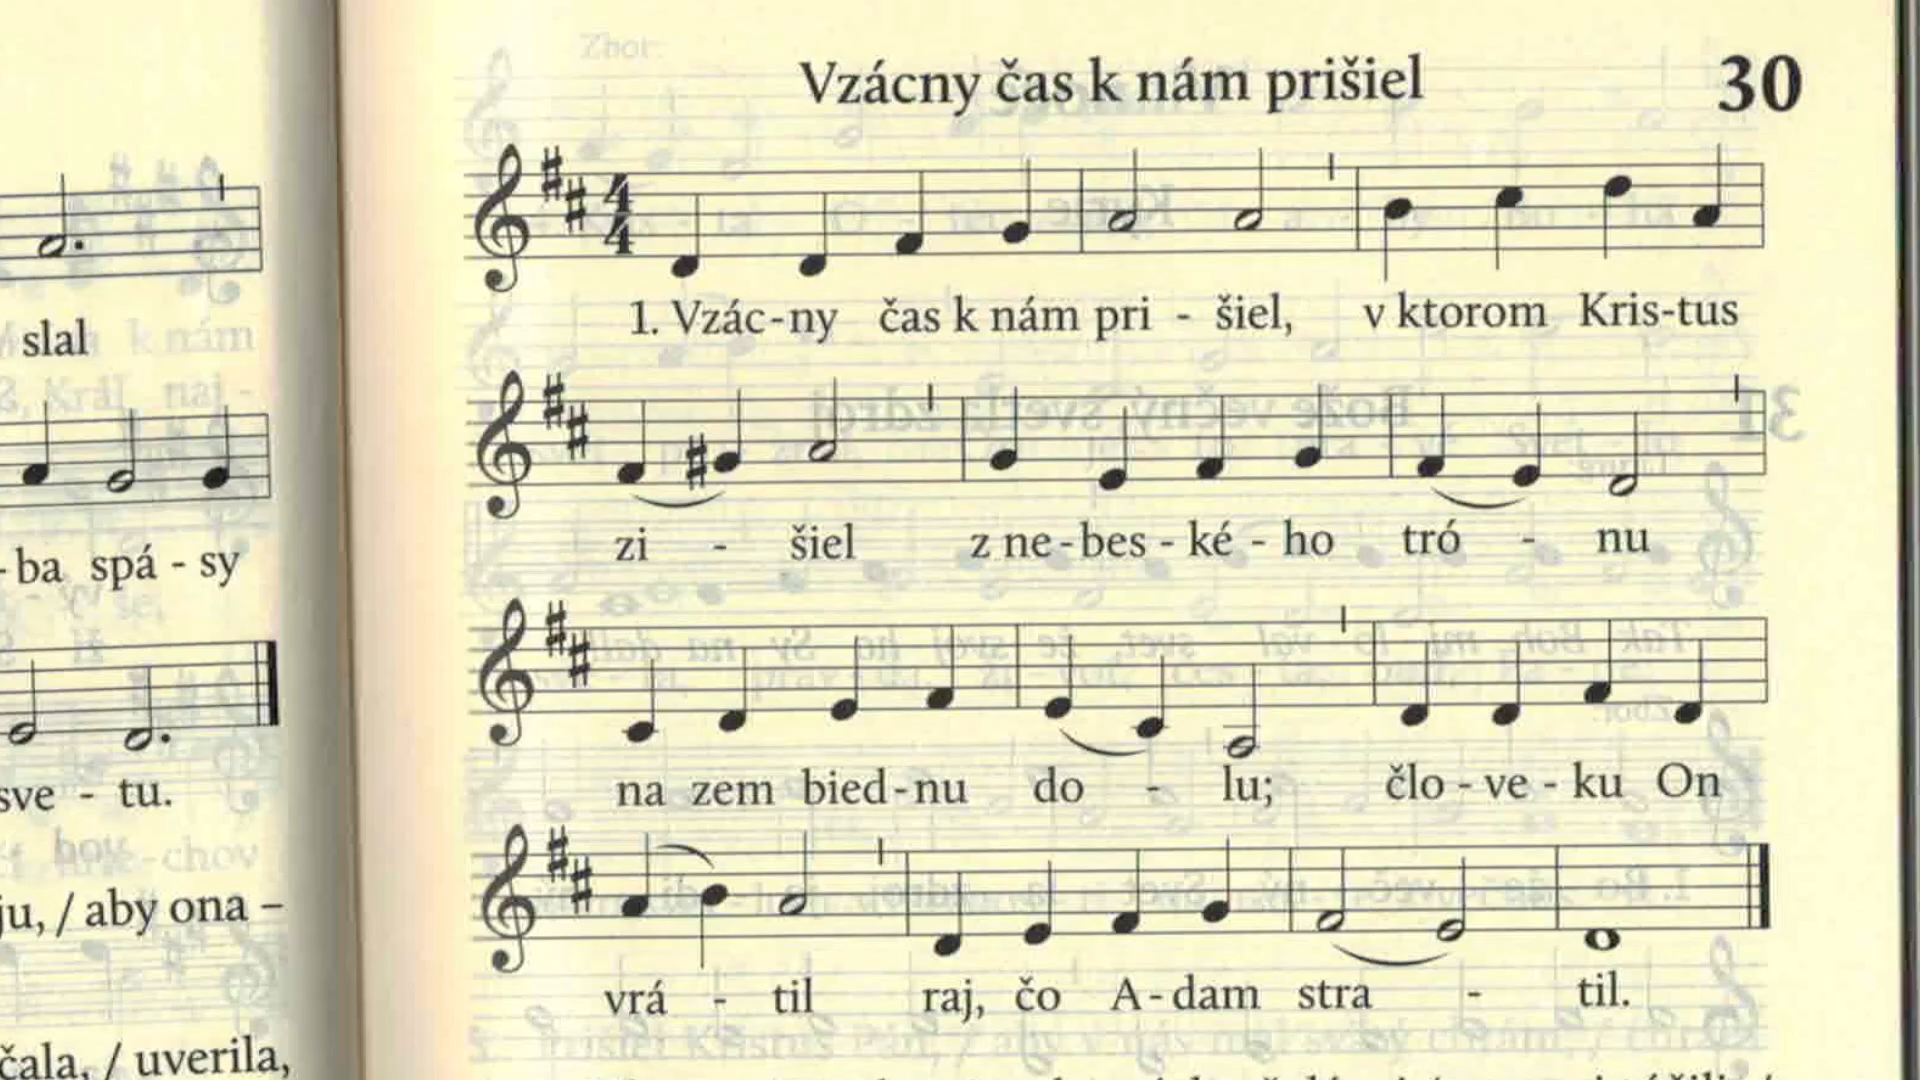 slal
-ba spá - sy
sve - tu.
ju, / aby ona –
čala, / uverila,
Vzácny čas k nám prišiel 30
1. Vzác-ny čas k nám pri - šiel, v ktorom Kris-tus
zi - šiel z ne - bes - ké - ho tró - nu
na zem bied-nu do - lu; člo - ve - ku On
vrá - til raj, čo A-dam stra - til.